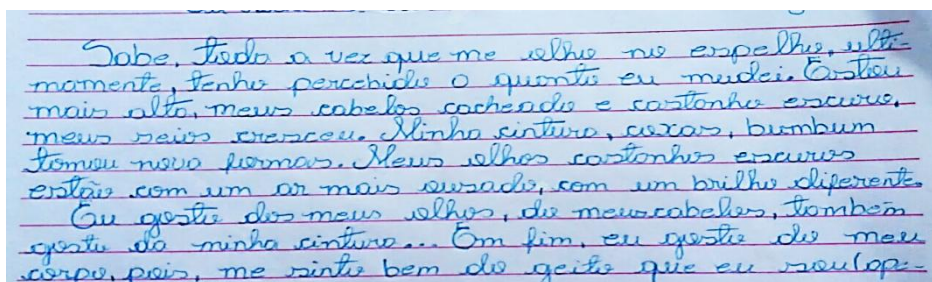 Sabe, toda a vez que me olho no espelho, ulti-
mamente, tenho percebido o quanto eu mudei. Estou
mais alta, meus cabelos cacheado e castanho escuro,
meus seios cresceu. Minha cintura, coxas, bumbum
tomou nova formas. Meus olhos castanhos escuros
estão com um ar mais ousado, com um brilho diferente.
Eu gosto dos meus olhos, do meus cabelos, também
gosto da minha cintura... Em fim, eu gosto do meu
corpo, pois, me sinto bem do geito que eu sou(ope-